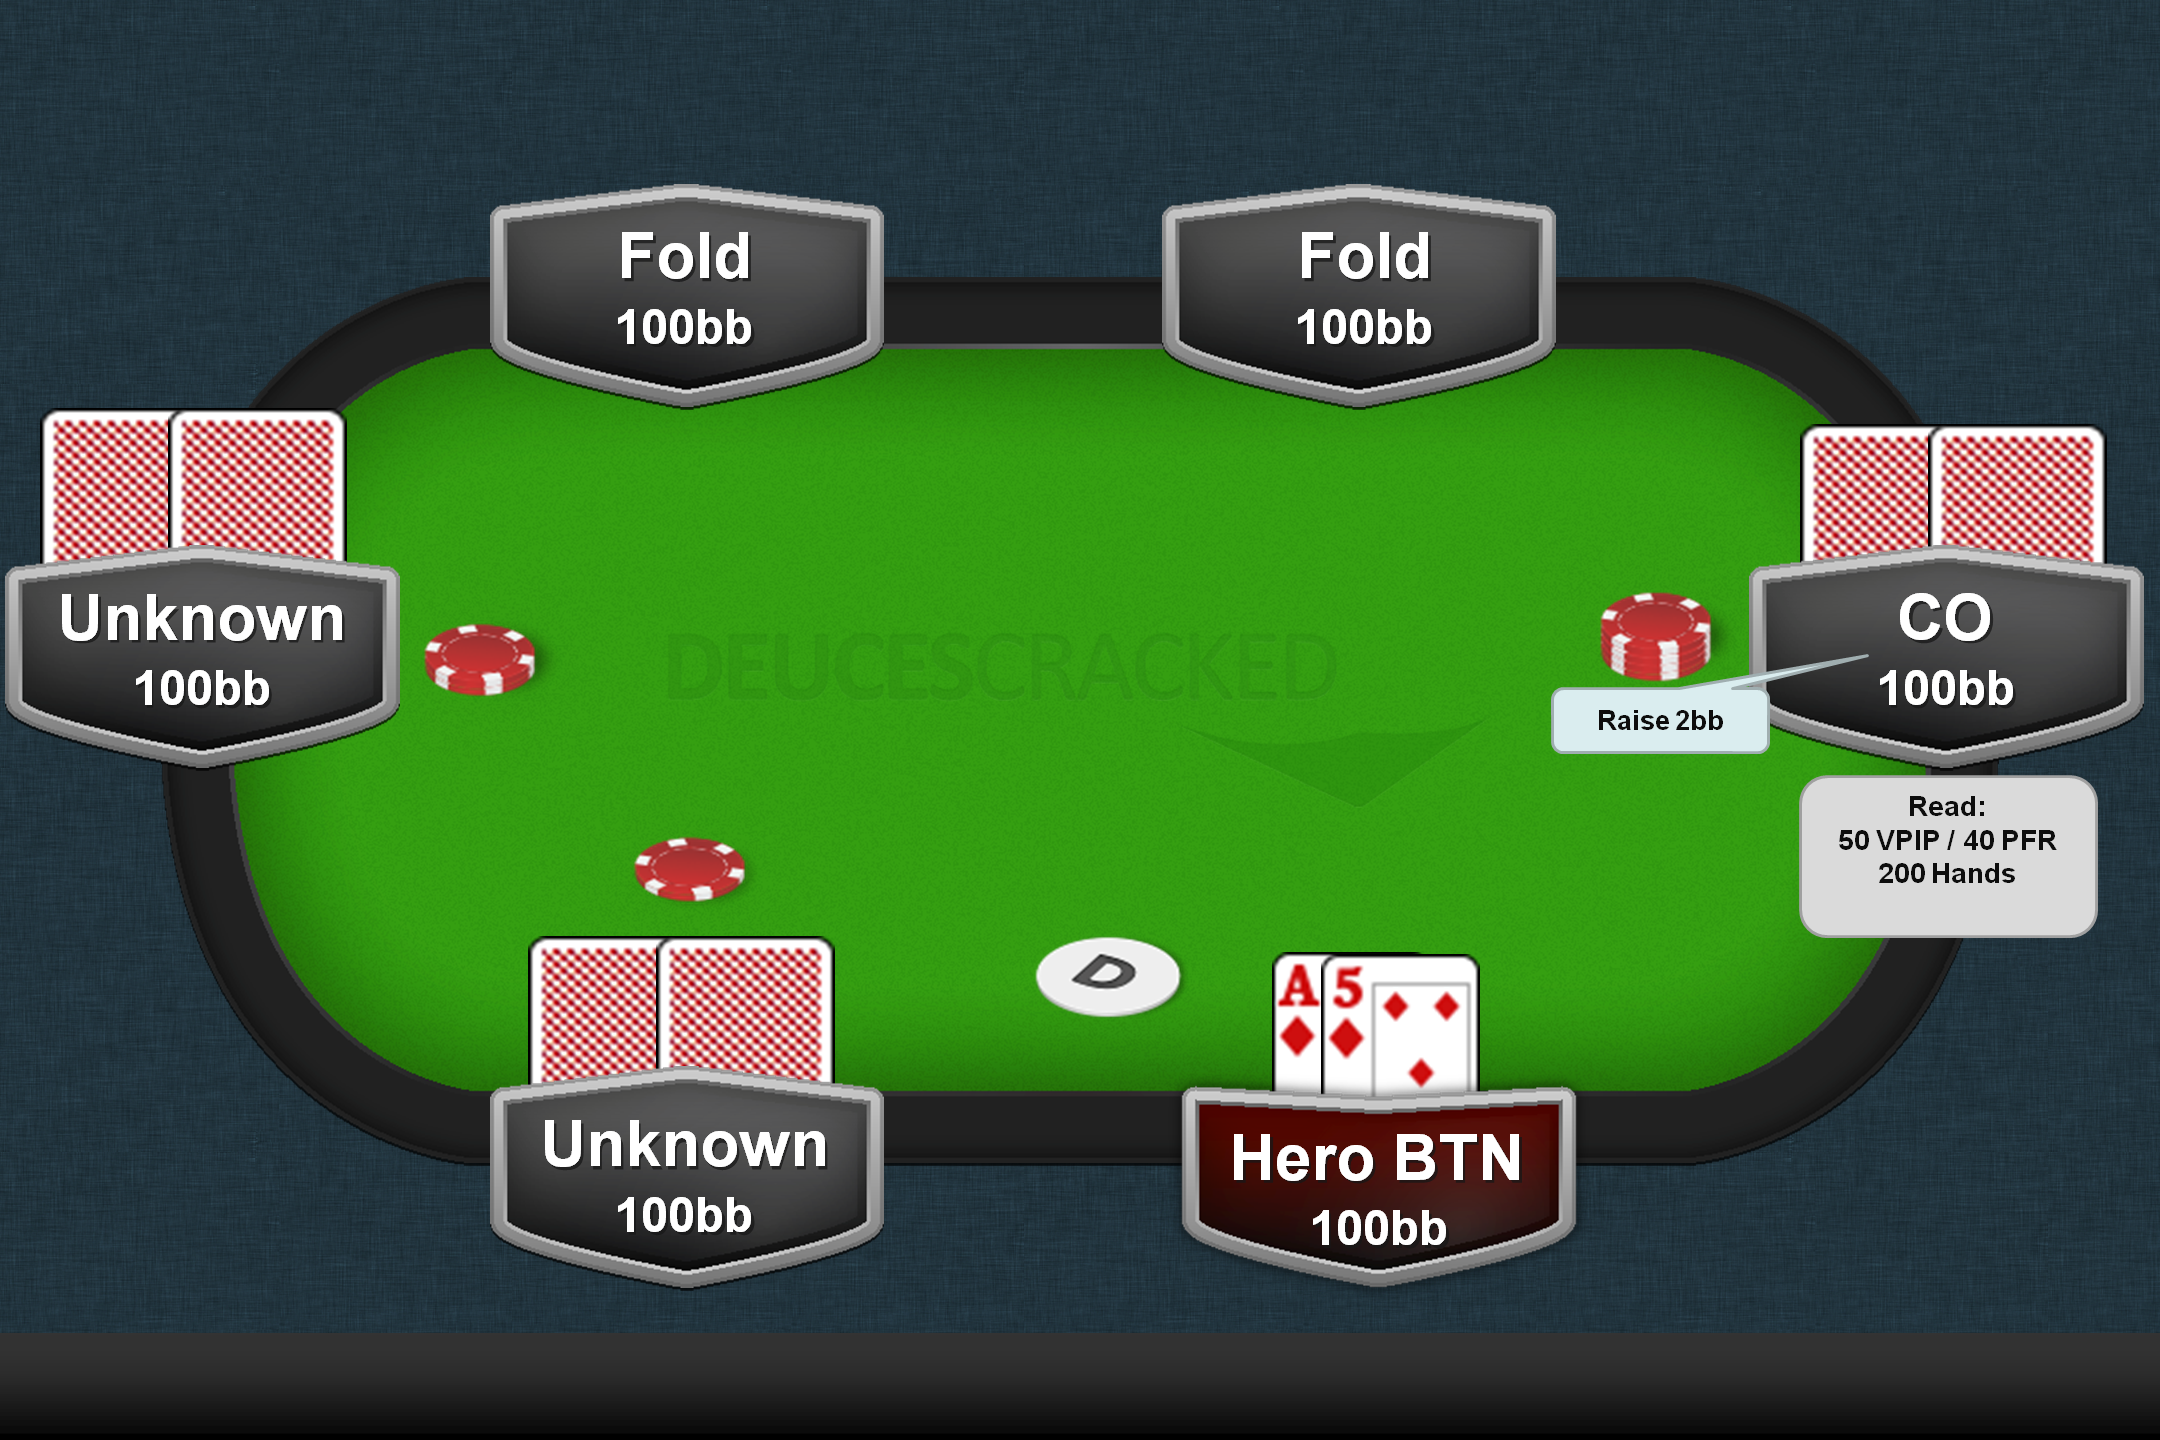 Fold
100bb
Fold
100bb
Unknown
100bb
DEUCESCRACKED
CO
100bb
Raise 2bb
Read:
50 VPIP / 40 PFR
200 Hands
D
A
5
Unknown
100bb
Hero BTN
100bb